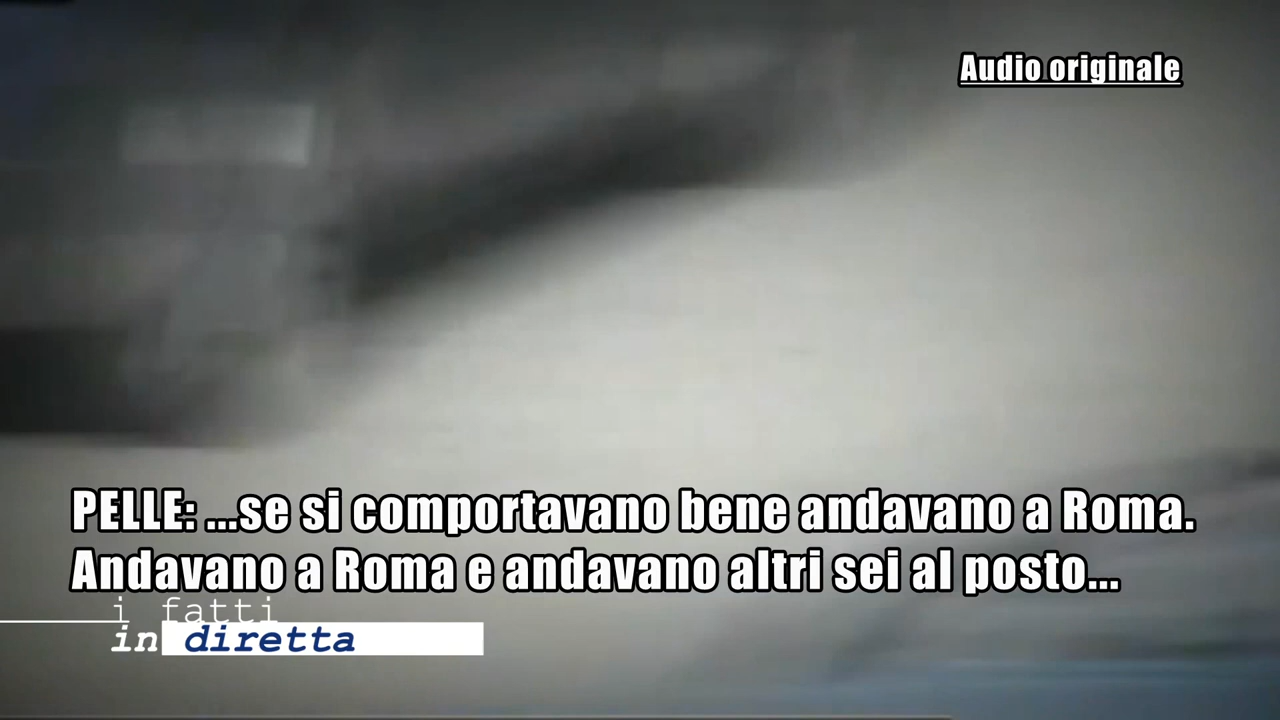 Audio originale
PELLE: ...se si comportavano bene andavano a Roma.
Andavano a Roma e andavano altri sei al posto...
i fatti
in diretta